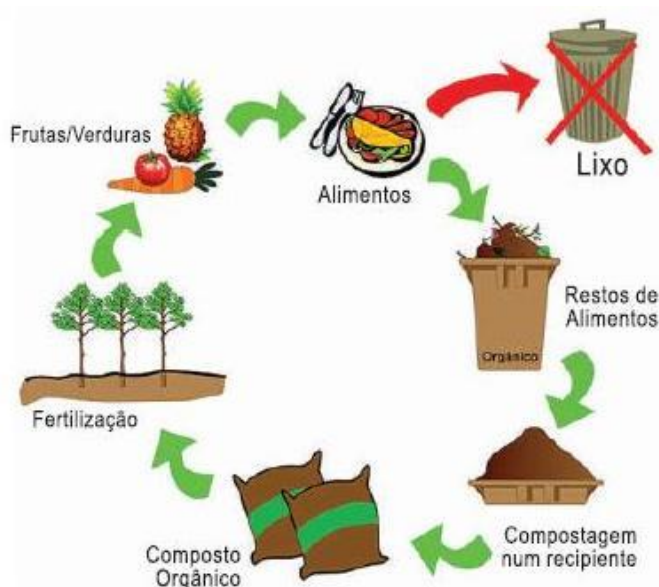 Frutas/Verduras
Alimentos
Lixo
Restos de
Alimentos
Orgânico
Compostagem
num recipiente
Composto
Orgânico
Fertilização